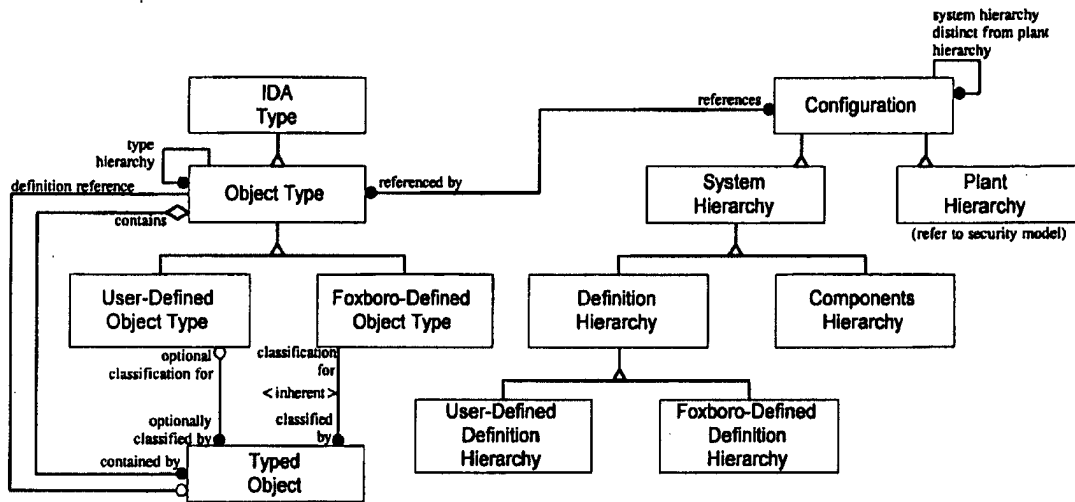 system hierarchy
distinct from plant
hierarchy
IDA
Type
references
Configuration
type
hierarchy
definition reference
Object Type
referenced by
System
Hierarchy
Plant
Hierarchy
contains
(refer to security model)
User-Defined
Object Type
Foxboro-Defined
Object Type
Definition
Hierarchy
Components
Hierarchy
optional
classification for
classification
for
< inherent >
optionally
classified by
classified
by
User-Defined
Definition
Hierarchy
Foxboro-Defined
Definition
Hierarchy
contained by
Typed
Object